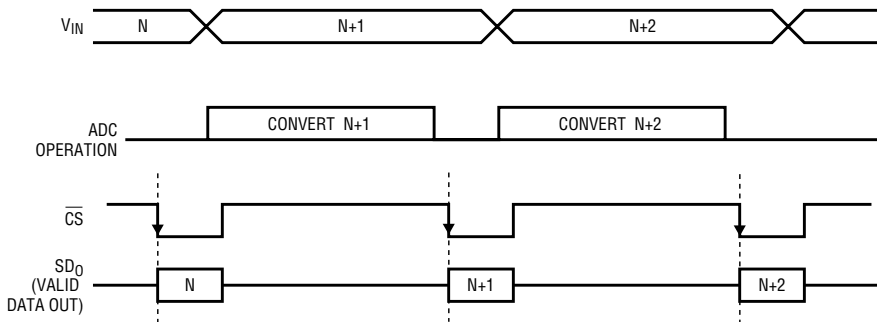 VIN N N+1 N+2
ADC OPERATION CONVERT N+1 CONVERT N+2
CS
SDO (VALID DATA OUT) N N+1 N+2